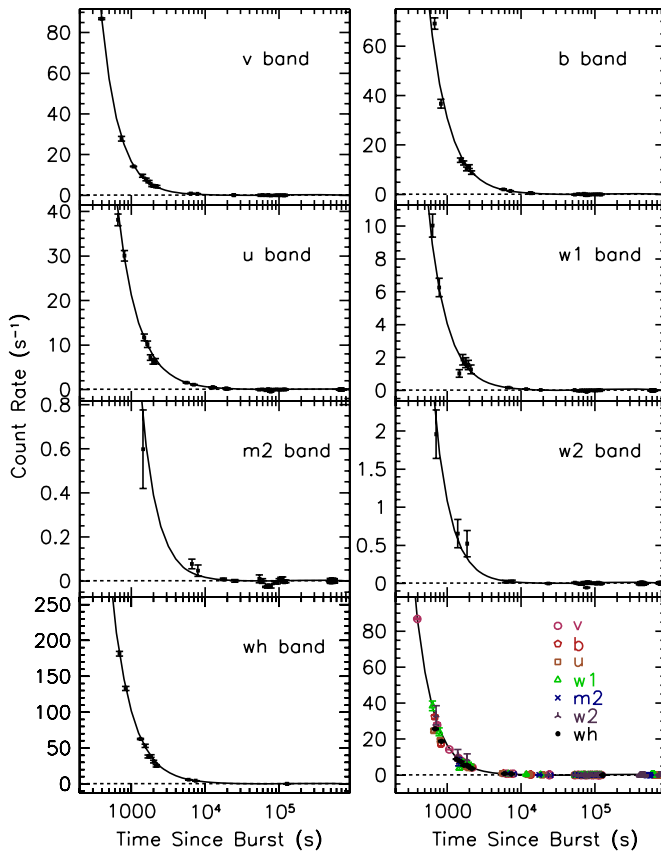 80
60
40
20
0
v band
60
40
20
0
b band
40
30
20
10
0
u band
10
8
6
4
2
0
w1 band
0.8
0.6
0.4
0.2
0
m2 band
2
1.5
1
0.5
0
w2 band
250
200
150
100
50
0
wh band
80
60
40
20
0
v
b
u
w1
m2
w2
wh
Count Rate (s⁻¹)
1000
10⁴
10⁵
Time Since Burst (s)
1000
10⁴
10⁵
Time Since Burst (s)